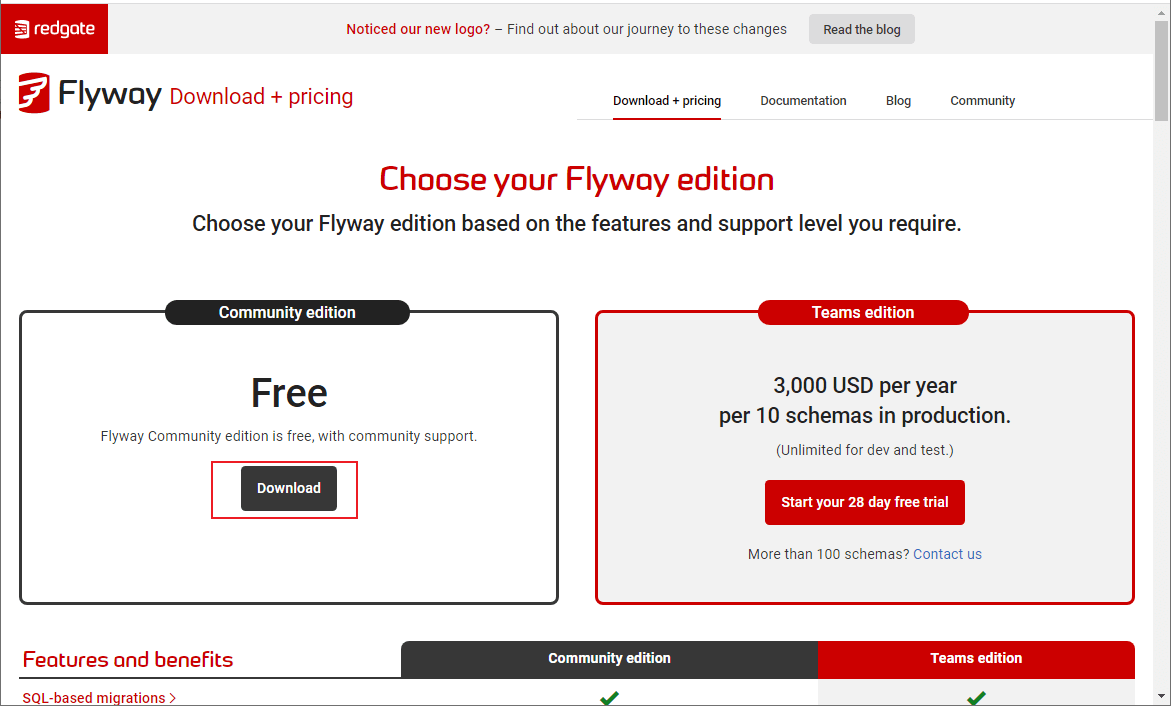 redgate
Noticed our new logo? – Find out about our journey to these changes
Read the blog
Flyway Download + pricing
Download + pricing
Documentation
Blog
Community
Choose your Flyway edition
Choose your Flyway edition based on the features and support level you require.
Community edition
Free
Flyway Community edition is free, with community support.
Download
Teams edition
3,000 USD per year
per 10 schemas in production.
(Unlimited for dev and test.)
Start your 28 day free trial
More than 100 schemas? Contact us
Features and benefits
Community edition
Teams edition
SQL-based migrations >